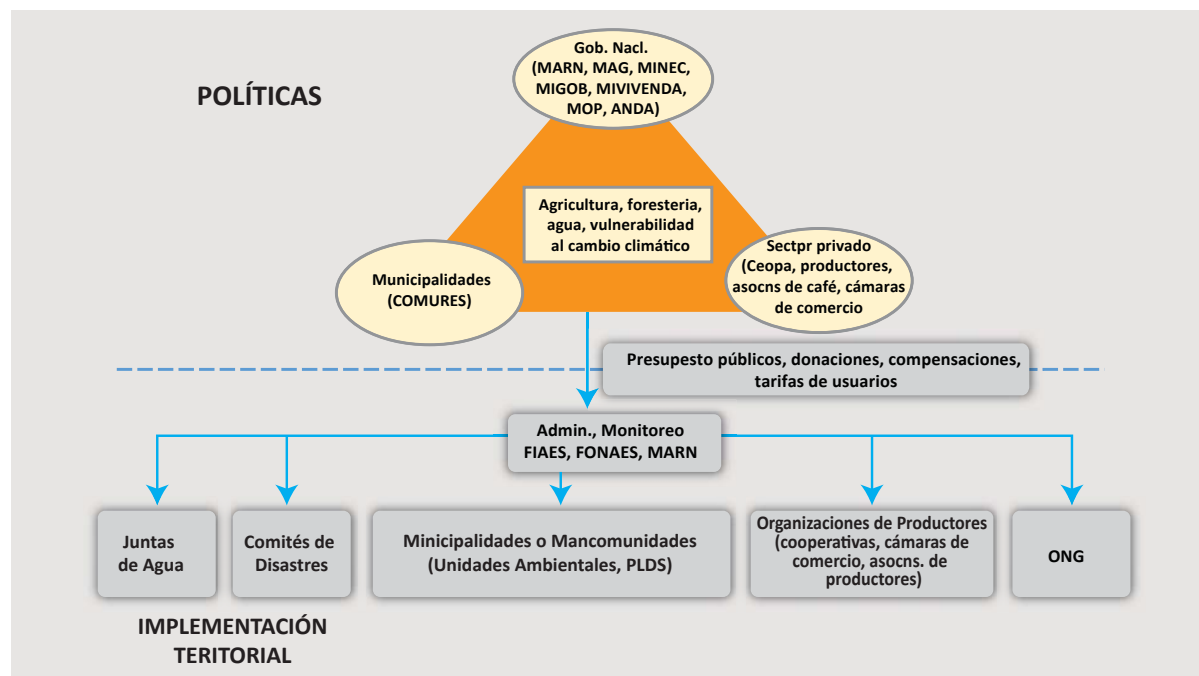 POLÍTICAS
Gob. Nacl.
(MARN, MAG, MINEC,
MIGOB, MIVIVENDA,
MOP, ANDA)
Agricultura, foresteria,
agua, vulnerabilidad
al cambio climático
Municipalidades
(COMURES)
Sectpr privado
(Ceopa, productores,
asocns de café, cámaras
de comercio
Presupesto públicos, donaciones, compensaciones,
tarifas de usuarios
Admin., Monitoreo
FIAES, FONAES, MARN
Juntas
de Agua
Comités de
Disastres
Minicipalidades o Mancomunidades
(Unidades Ambientales, PLDS)
Organizaciones de Productores
(cooperativas, cámaras de
comercio, asocns. de
productores)
ONG
IMPLEMENTACIÓN
TERITORIAL